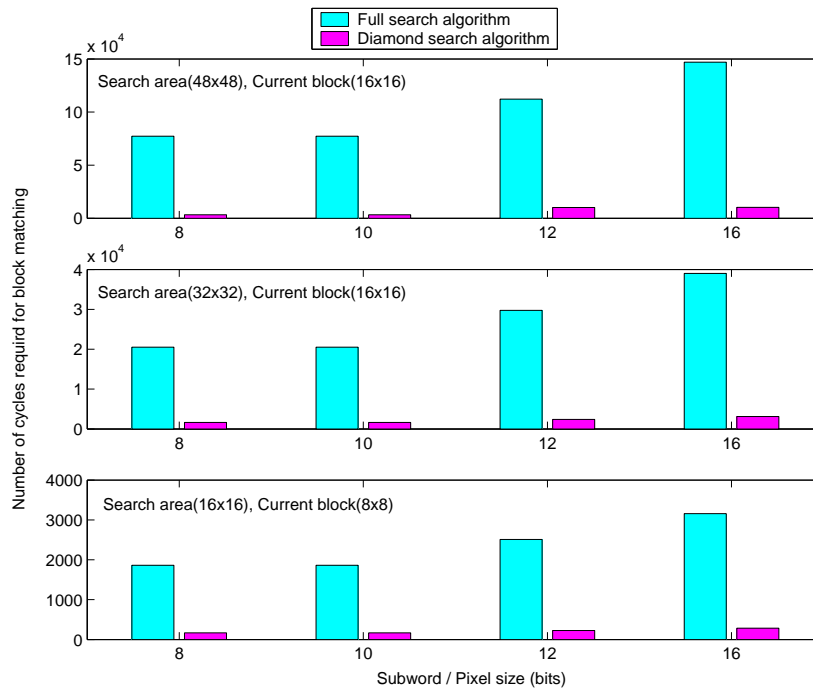 Full search algorithm
Diamond search algorithm
x 10^4
15
10
5
0
Search area(48x48), Current block(16x16)
8 10 12 16
x 10^4
4
3
2
1
0
Search area(32x32), Current block(16x16)
8 10 12 16
4000
3000
2000
1000
0
Search area(16x16), Current block(8x8)
8 10 12 16
Number of cycles requird for block matching
Subword / Pixel size (bits)